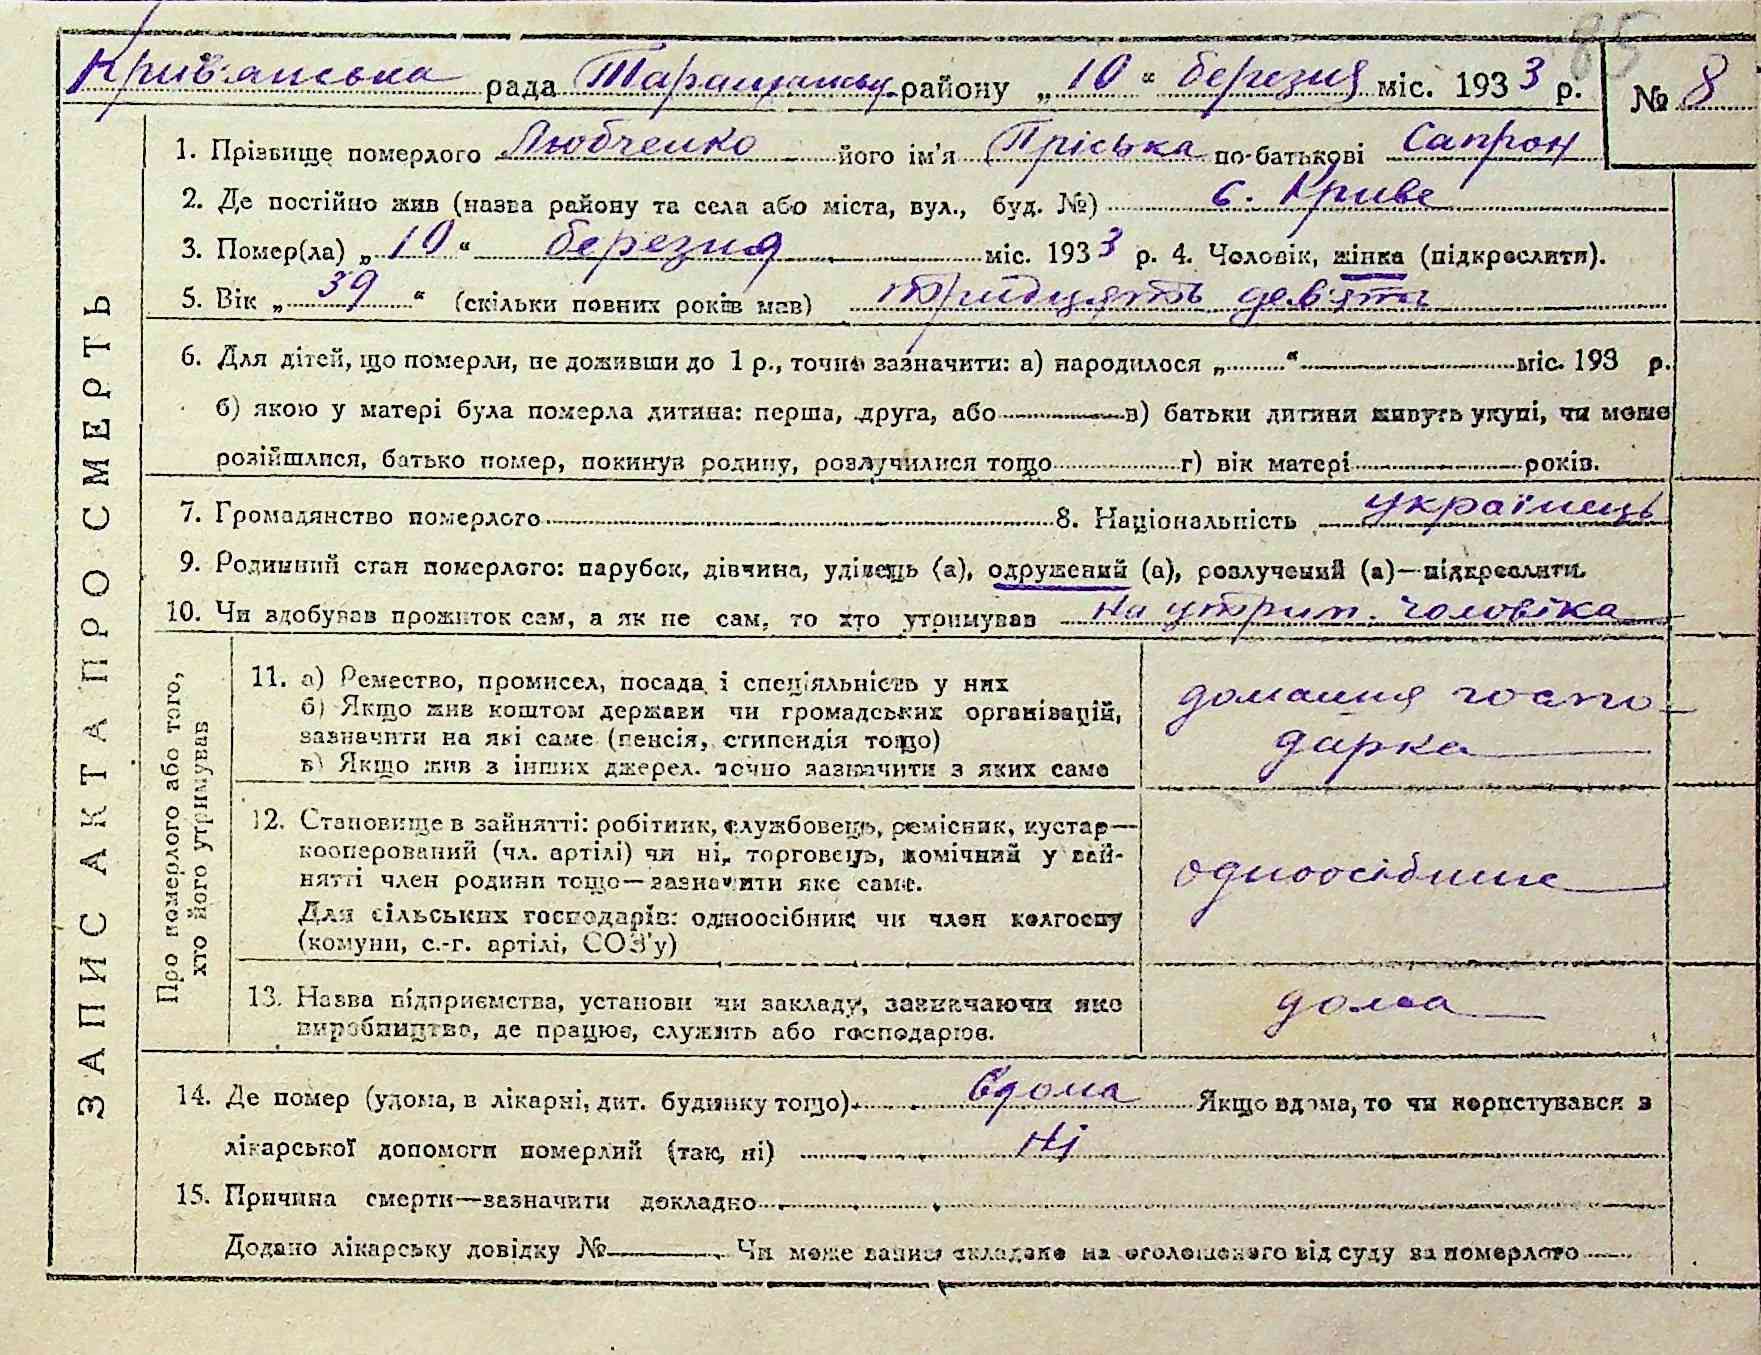 85
Крив'янська рада Таращансько району „ 10 “ березня міс. 193 3 р. № 8
ЗАПИС АКТА ПРО СМЕРТЬ
1. Прізвище померлого Любченко його ім'я Пріська по-батькові Сапрон
2. Де постійно жив (назва району та села або міста, вул., буд. №) с. Криве
3. Помер(ла) „ 10 “ березня міс. 193 3 р. 4. Чоловік, жінка (підкреслити).
5. Вік „ 39 “ (скільки повних років мав) тридцять дев'ять
6. Для дітей, що померли, не доживши до 1 р., точно зазначити: а) народилося „ “ міс. 193 р.
б) якою у матері була померла дитина: перша, друга, або в) батьки дитини живуть укупі, чи може
розійшлися, батько помер, покинув родину, розлучилися тощо г) вік матері років.
7. Громадянство померлого 8. Національність українець
9. Родинний стан померлого: парубок, дівчина, удівець (а), одружений (а), розлучений (а)—підкреслити.
10. Чи здобував прожиток сам, а як не сам, то хто утримував на утрим. чоловіка
Про померлого або того,
хто його утримував
11. а) Ремество, промисел, посада і спеціяльність у них
б) Якщо жив коштом держави чи громадських організацій,
зазначити на які саме (пенсія, стипендія тощо)
в) Якщо жив з інших джерел. точно зазначити з яких саме
домашня госпо-
дарка
12. Становище в зайнятті: робітник, службовець, ремісник, кустар—
кооперований (чл. артілі) чи ні, торговець, помічний у зай-
нятті член родини тощо—зазначити яке саме.
Для сільських господарів: одноосібник чи член колгоспу
(комуни, с.-г. артілі, СОЗ'у)
одноосібник
13. Назва підприємства, установи чи закладу, зазначаючи яке
виробництво, де працює, служить або господарює.
дома
14. Де помер (удома, в лікарні, дит. будинку тощо) вдома Якщо вдома, то чи користувався з
лікарської допомоги померлий (так, ні) ні
15. Причина смерти—зазначити докладно
Додано лікарську довідку № Чи може запис складено на оголошеного від суду за померлого